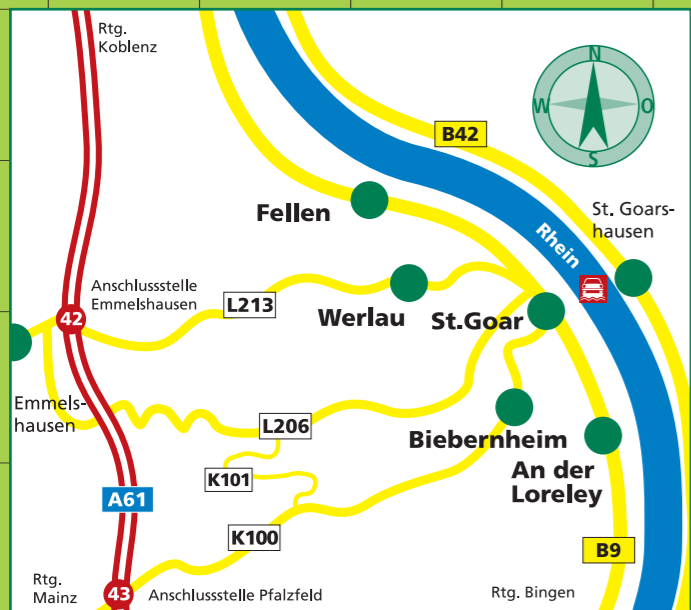 Rtg.
Koblenz
N
W
O
S
B42
Fellen
St. Goars-
hausen
Rhein
Anschlussstelle
Emmelshausen
L213
42
Werlau
St.Goar
Emmels-
hausen
L206
Biebernheim
K101
An der
Loreley
A61
K100
B9
Rtg.
Mainz
43
Anschlussstelle Pfalzfeld
Rtg. Bingen